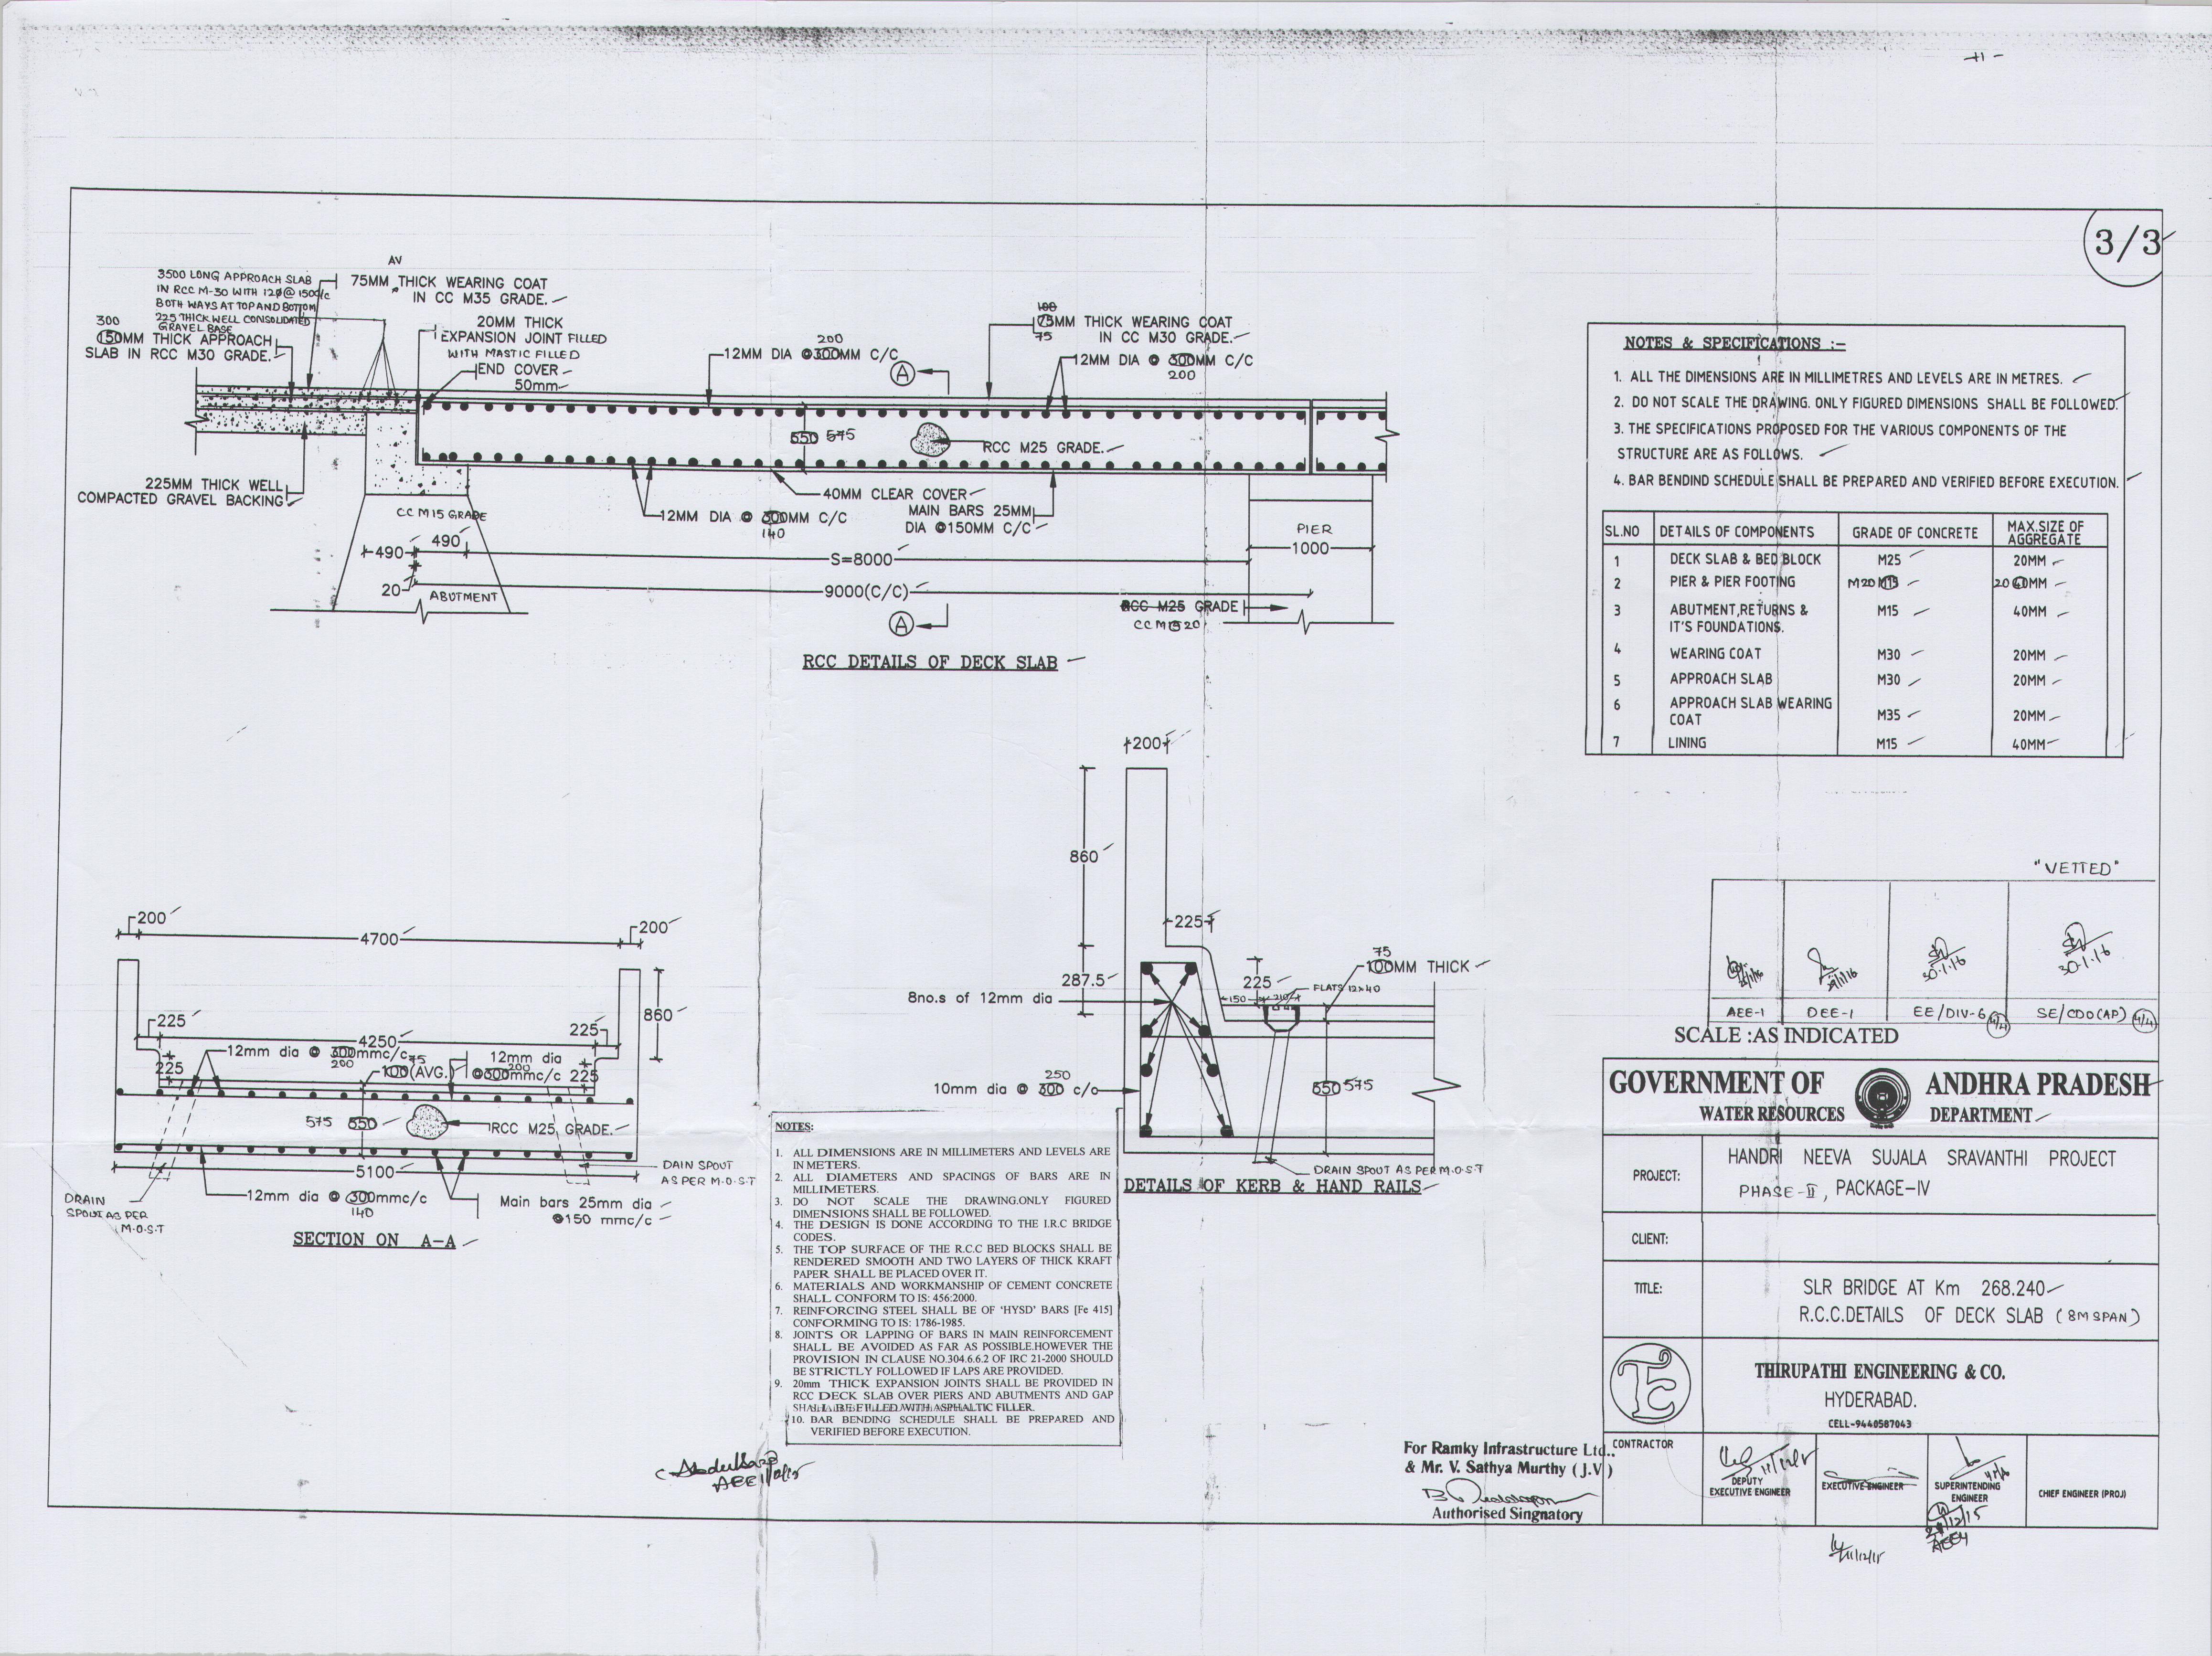 3/3
3500 LONG APPROACH SLAB
IN RCC M-30 WITH 12Ø@150c/c
BOTH WAYS AT TOP AND BOTTOM
225 THICK WELL CONSOLIDATED
GRAVEL BASE
300
150MM THICK APPROACH
SLAB IN RCC M30 GRADE.
AV
75MM THICK WEARING COAT
IN CC M35 GRADE.
20MM THICK
EXPANSION JOINT FILLED
WITH MASTIC FILLED
END COVER
50mm
200
12MM DIA @300MM C/C
A
100
75MM THICK WEARING COAT
75
IN CC M30 GRADE.
12MM DIA @ 300MM C/C
200
550 575
RCC M25 GRADE.
225MM THICK WELL
COMPACTED GRAVEL BACKING
CC M15 GRADE
12MM DIA @ 300MM C/C
140
40MM CLEAR COVER
MAIN BARS 25MM
DIA @150MM C/C
PIER
1000
490
490
S=8000
20
ABUTMENT
9000(C/C)
RCC M25 GRADE
CC M15 20
A
RCC DETAILS OF DECK SLAB
NOTES & SPECIFICATIONS :-
1. ALL THE DIMENSIONS ARE IN MILLIMETRES AND LEVELS ARE IN METRES.
2. DO NOT SCALE THE DRAWING. ONLY FIGURED DIMENSIONS SHALL BE FOLLOWED.
3. THE SPECIFICATIONS PROPOSED FOR THE VARIOUS COMPONENTS OF THE
STRUCTURE ARE AS FOLLOWS.
4. BAR BENDIND SCHEDULE SHALL BE PREPARED AND VERIFIED BEFORE EXECUTION.
SL.NO DETAILS OF COMPONENTS GRADE OF CONCRETE MAX.SIZE OF AGGREGATE
1 DECK SLAB & BED BLOCK M25 20MM
2 PIER & PIER FOOTING M20 M15 20 40MM
3 ABUTMENT,RETURNS & IT'S FOUNDATIONS. M15 40MM
4 WEARING COAT M30 20MM
5 APPROACH SLAB M30 20MM
6 APPROACH SLAB WEARING COAT M35 20MM
7 LINING M15 40MM
200
4700
200
860
225
225
4250
12mm dia @ 300mmc/c
200
75
100(AVG.)
12mm dia
200
@300mmc/c
225
225
575 550
RCC M25 GRADE.
5100
DRAIN
SPOUT AS PER
M.O.S.T
12mm dia @ 300mmc/c
140
Main bars 25mm dia
@150 mmc/c
DAIN SPOUT
AS PER M.O.S.T
SECTION ON A-A
200
860
225
287.5
8no.s of 12mm dia
225
75
100MM THICK
FLATS 12x40
150
210
250
10mm dia @ 300 c/c
550 575
DRAIN SPOUT AS PER M.O.S.T
DETAILS OF KERB & HAND RAILS
NOTES:
1. ALL DIMENSIONS ARE IN MILLIMETERS AND LEVELS ARE
IN METERS.
2. ALL DIAMETERS AND SPACINGS OF BARS ARE IN
MILLIMETERS.
3. DO NOT SCALE THE DRAWING.ONLY FIGURED
DIMENSIONS SHALL BE FOLLOWED.
4. THE DESIGN IS DONE ACCORDING TO THE I.R.C BRIDGE
CODES.
5. THE TOP SURFACE OF THE R.C.C BED BLOCKS SHALL BE
RENDERED SMOOTH AND TWO LAYERS OF THICK KRAFT
PAPER SHALL BE PLACED OVER IT.
6. MATERIALS AND WORKMANSHIP OF CEMENT CONCRETE
SHALL CONFORM TO IS: 456:2000.
7. REINFORCING STEEL SHALL BE OF 'HYSD' BARS [Fe 415]
CONFORMING TO IS: 1786-1985.
8. JOINTS OR LAPPING OF BARS IN MAIN REINFORCEMENT
SHALL BE AVOIDED AS FAR AS POSSIBLE.HOWEVER THE
PROVISION IN CLAUSE NO.304.6.6.2 OF IRC 21-2000 SHOULD
BE STRICTLY FOLLOWED IF LAPS ARE PROVIDED.
9. 20mm THICK EXPANSION JOINTS SHALL BE PROVIDED IN
RCC DECK SLAB OVER PIERS AND ABUTMENTS AND GAP
SHALL BE FILLED WITH ASPHALTIC FILLER.
10. BAR BENDING SCHEDULE SHALL BE PREPARED AND
VERIFIED BEFORE EXECUTION.
"VETTED"
30.1.16
30.1.16
AEE-1 DEE-1 EE/DIV-6 SE/CDO(AP)
SCALE :AS INDICATED
GOVERNMENT OF ANDHRA PRADESH
WATER RESOURCES DEPARTMENT
PROJECT: HANDRI NEEVA SUJALA SRAVANTHI PROJECT
PHASE-II, PACKAGE-IV
CLIENT:
TITLE: SLR BRIDGE AT Km 268.240
R.C.C.DETAILS OF DECK SLAB (8M SPAN)
THIRUPATHI ENGINEERING & CO.
HYDERABAD.
CELL-9440587043
CONTRACTOR
DEPUTY
EXECUTIVE ENGINEER
EXECUTIVE ENGINEER
SUPERINTENDING
ENGINEER
CHIEF ENGINEER (PROJ)
For Ramky Infrastructure Ltd.,
& Mr. V. Sathya Murthy ( J.V )
Authorised Singnatory